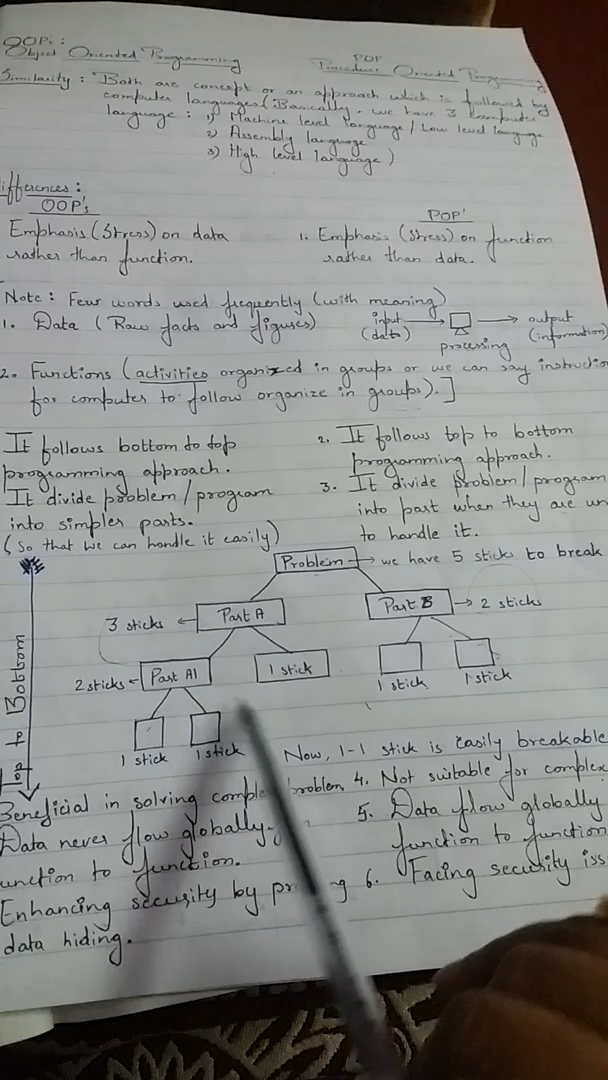 OOPs :
Object Oriented Programming
POP
Procedure Oriented Programming
Similarity : Both are concept or an approach which is followed by
computer languages (Basically, we have 3 computer
language : 1) Machine level language / Low level language
2) Assembly language
3) High level language)
ifferences :
OOP's
POP'
Emphasis (Stress) on data
rather than function.
1. Emphasis (Stress) on function
rather than data.
Note : Few words used frequently (with meaning)
1. Data (Raw facts and figures)
input
(data)
processing
output
(information)
2. Functions (activities organized in groups or we can say instructio
for computer to follow organize in groups). ]
It follows bottom to top
programming approach.
It divide problem / program
into simpler parts.
(So that we can handle it easily)
2. It follows top to bottom
programming approach.
3. It divide problem / program
into part when they are un
to handle it.
Problem → we have 5 sticks to break
3 sticks ← Part A
Part B → 2 sticks
2 sticks ← Part A1
1 stick
1 stick
1 stick
1 stick
1 stick
Top to Bottom
Now, 1-1 stick is easily breakable
Beneficial in solving comple roblem
4. Not suitable for complex
Data never flow globally
unction to function.
5. Data flow globally
function to function
Enhancing security by pr g
data hiding.
6. Facing security iss